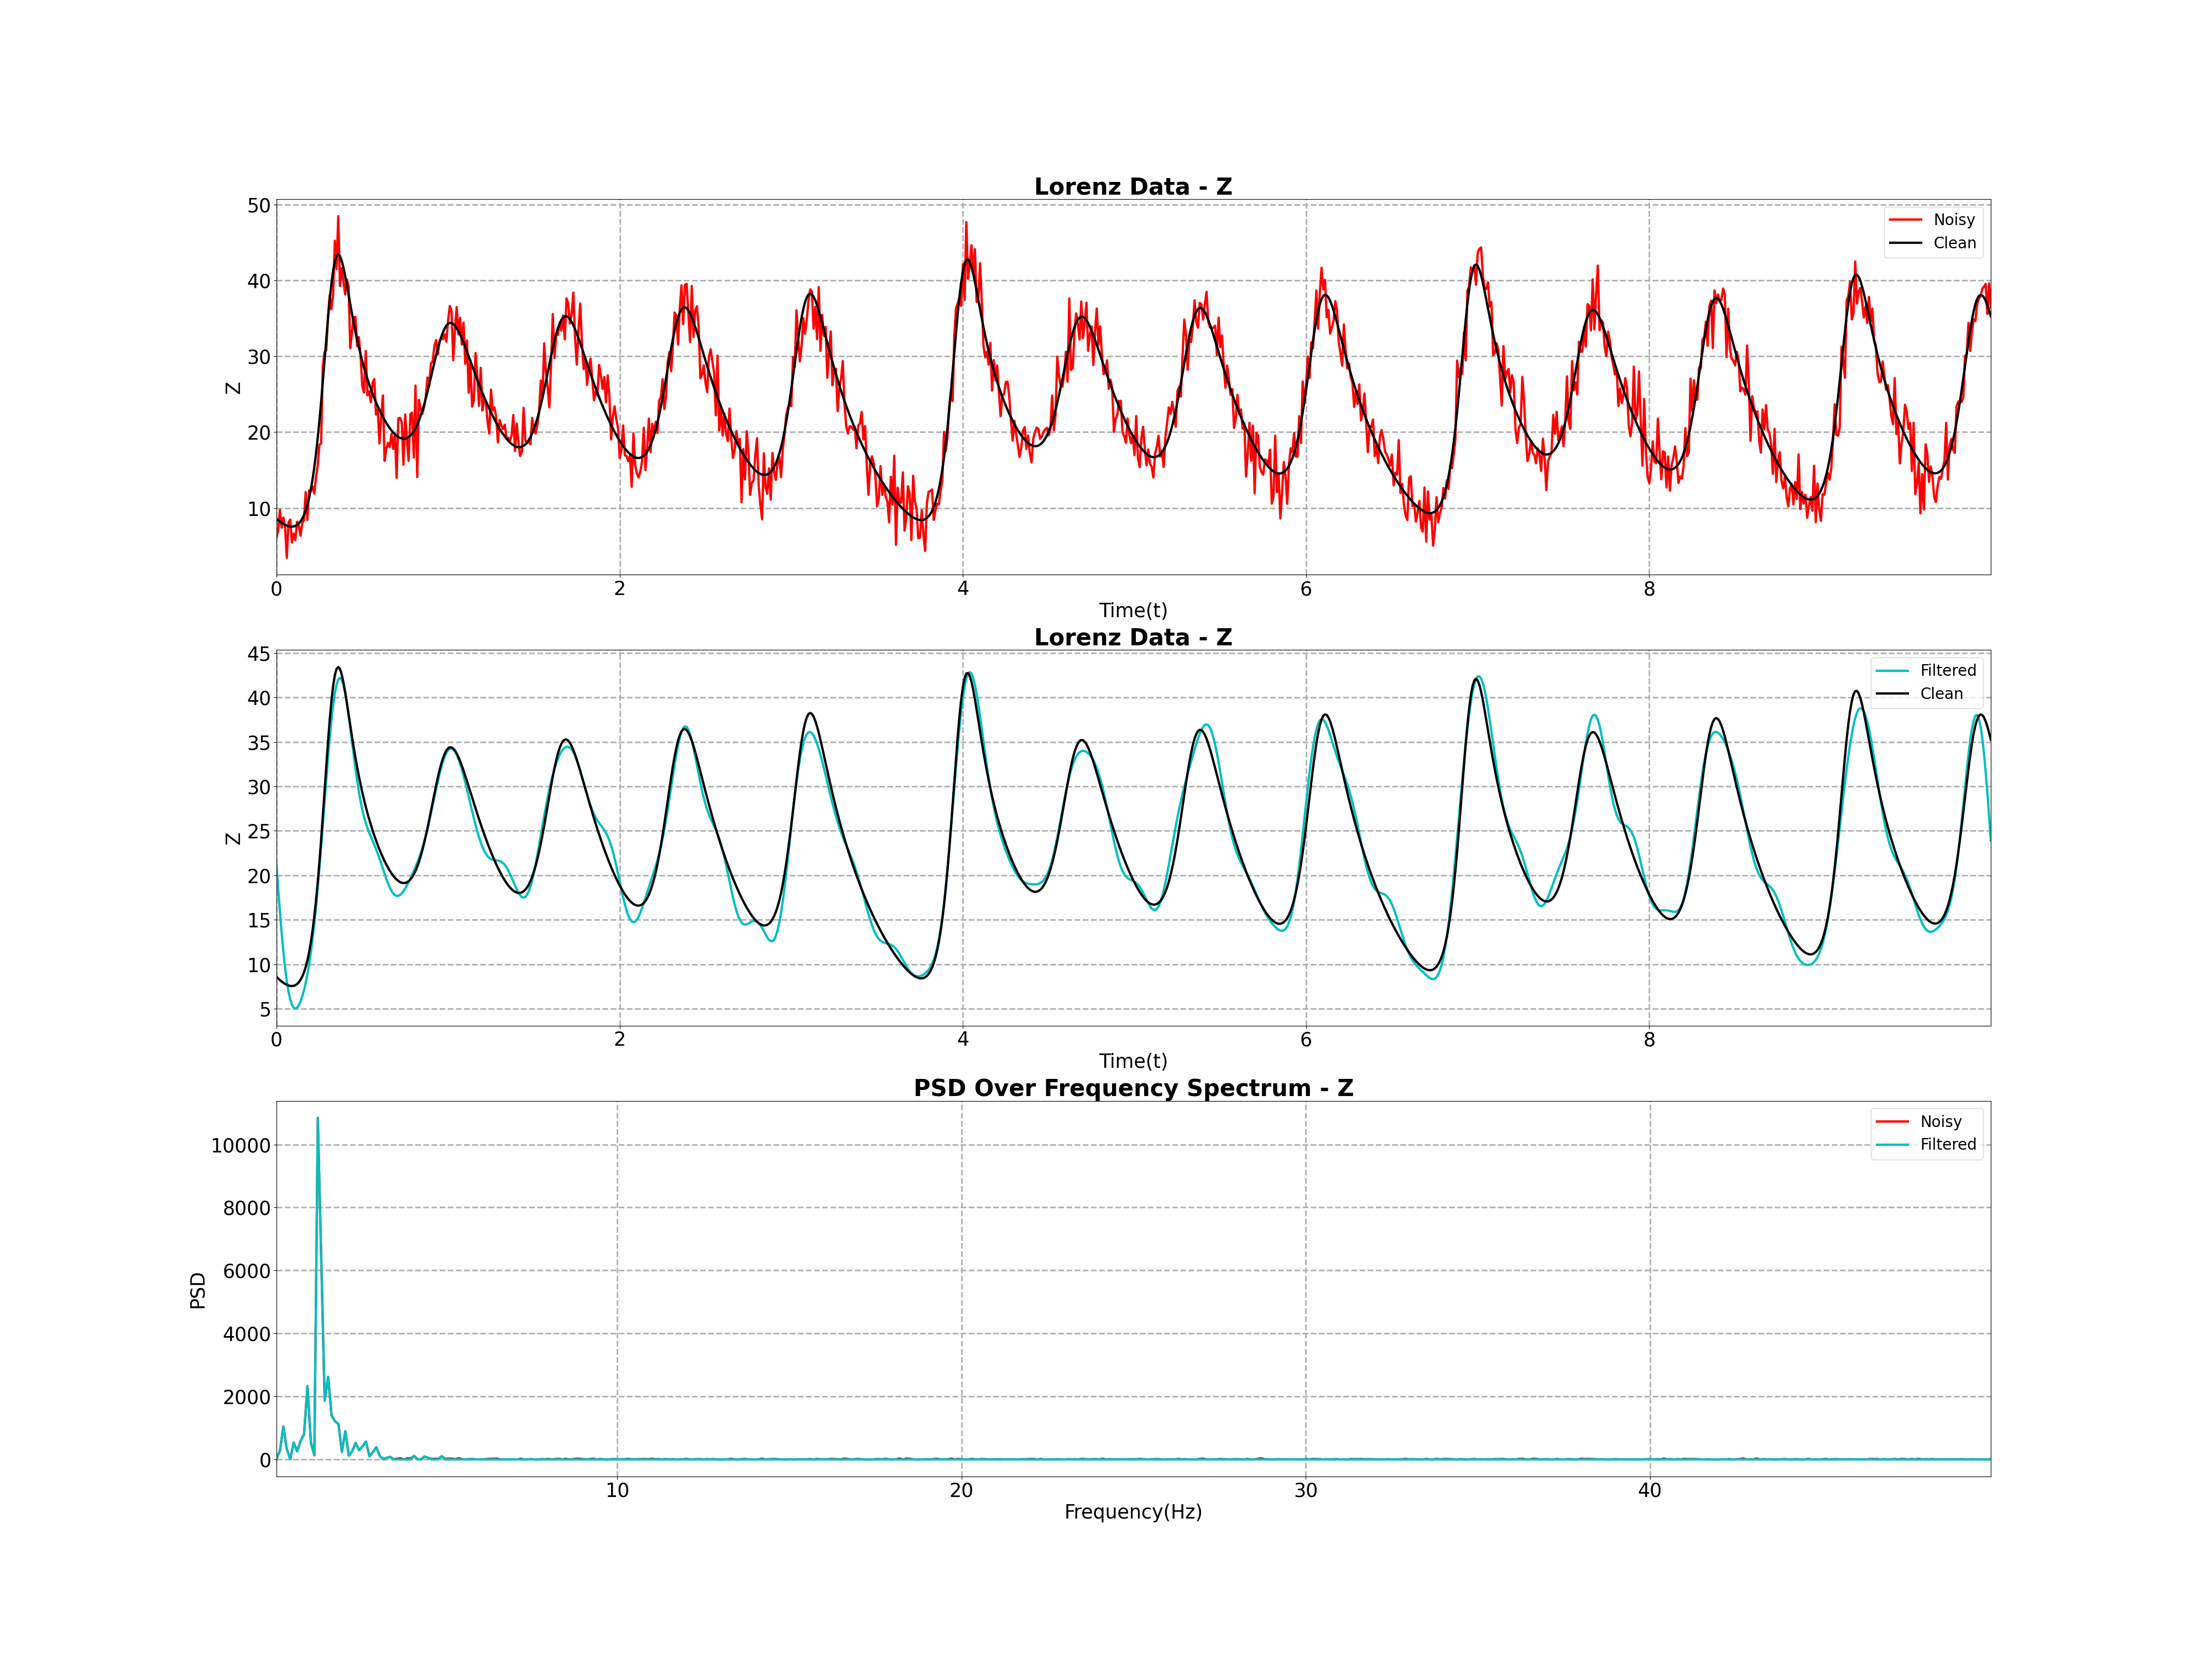 Lorenz Data - Z
50
40
30
20
10
Z
Noisy
Clean
0 2 4 6 8
Time(t)
Lorenz Data - Z
45
40
35
30
25
20
15
10
5
Z
Filtered
Clean
0 2 4 6 8
Time(t)
PSD Over Frequency Spectrum - Z
10000
8000
6000
4000
2000
0
PSD
Noisy
Filtered
10 20 30 40
Frequency(Hz)